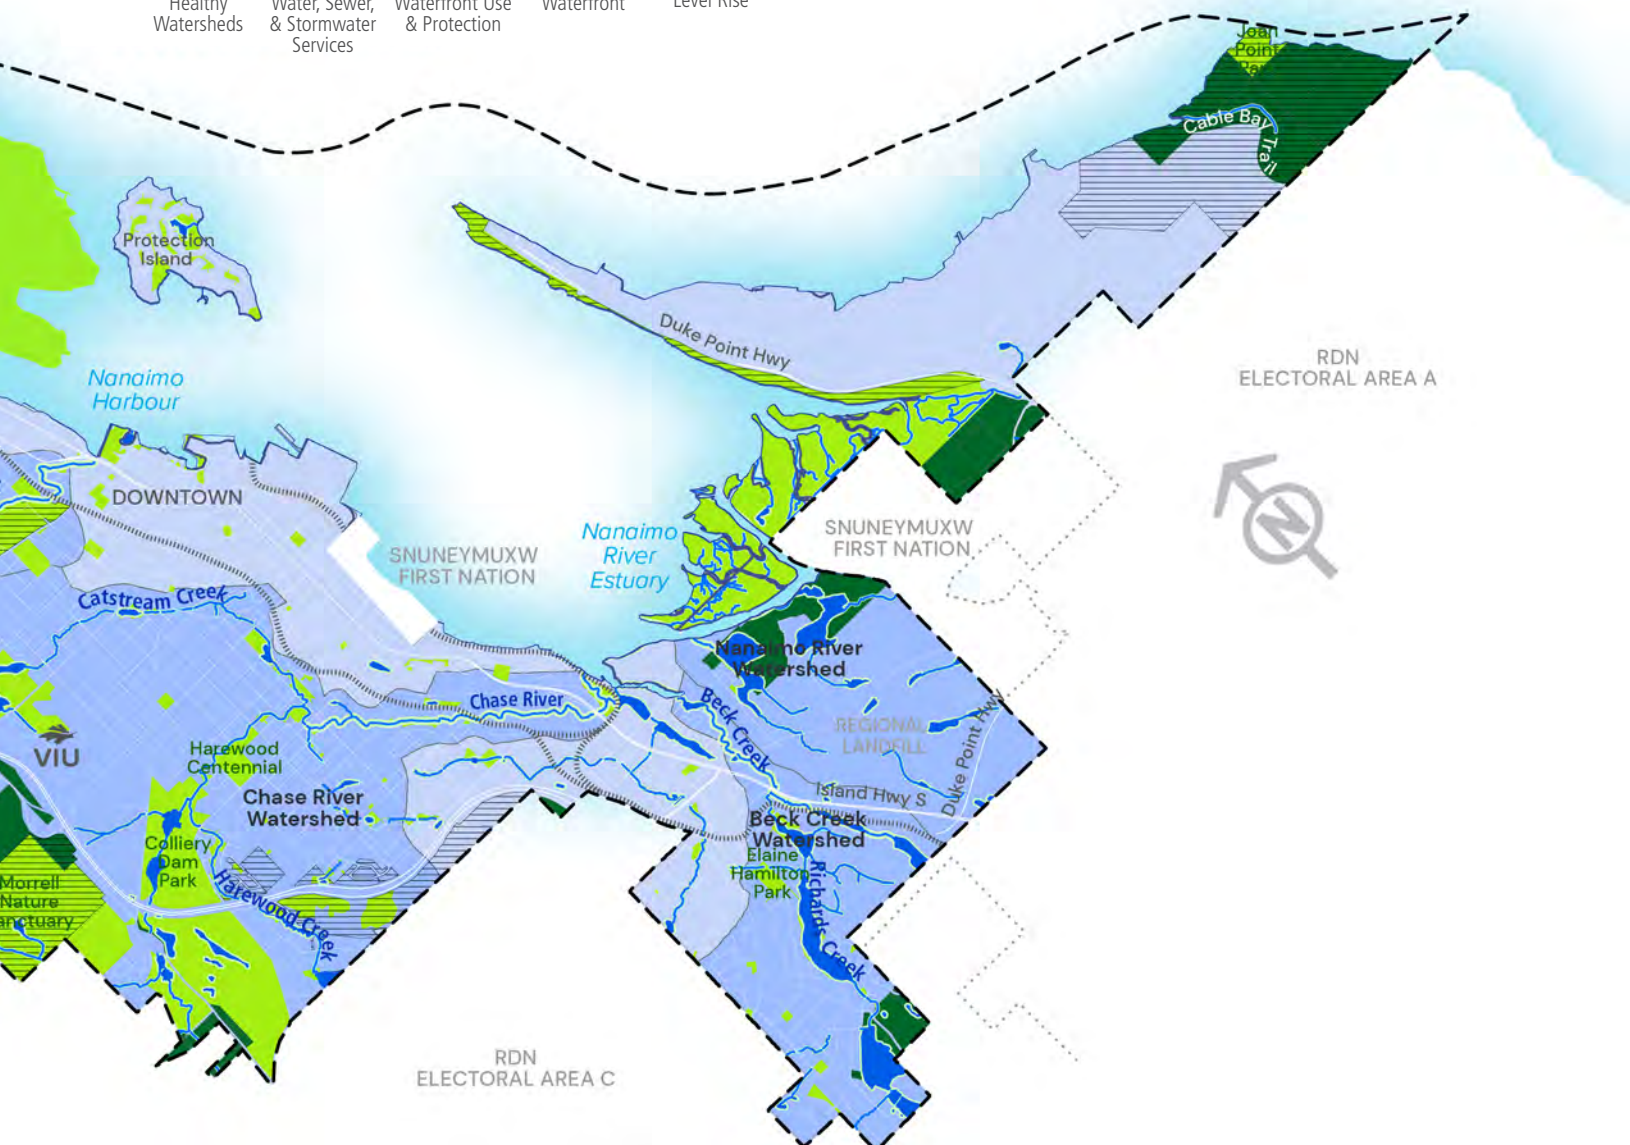 Healthy
Watersheds
Water, Sewer,
& Stormwater
Services
Waterfront Use
& Protection
Waterfront
Level Rise
Joan
Point
Park
Cable Bay Trail
Protection
Island
Duke Point Hwy
RDN
ELECTORAL AREA A
Nanaimo
Harbour
DOWNTOWN
SNUNEYMUXW
FIRST NATION
Nanaimo
River
Estuary
SNUNEYMUXW
FIRST NATION
N
Catstream Creek
Nanaimo River
Watershed
Chase River
Beck Creek
REGIONAL
LANDFILL
Duke Point Hwy
VIU
Harewood
Centennial
Chase River
Watershed
Island Hwy S
Beck Creek
Watershed
Colliery
Dam
Park
Elaine
Hamilton
Park
Richards Creek
Morrell
Nature
anctuary
Harewood Creek
RDN
ELECTORAL AREA C